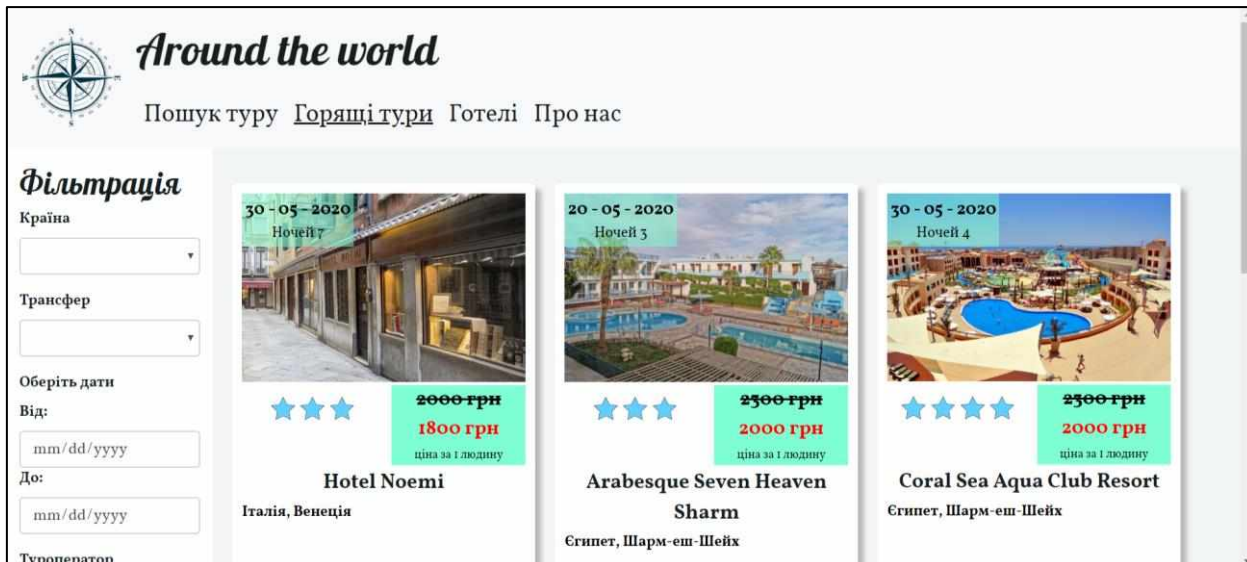 Around the world
Пошук туру Горящі тури Готелі Про нас
Фільтрація
Країна
Трансфер
Оберіть дати
Від:
mm/dd/yyyy
До:
mm/dd/yyyy
Туроператор
30 - 05 - 2020
Ночей 7
2000 грн
1800 грн
ціна за 1 людину
Hotel Noemi
Італія, Венеція
20 - 05 - 2020
Ночей 3
2500 грн
2000 грн
ціна за 1 людину
Arabesque Seven Heaven
Sharm
Єгипет, Шарм-еш-Шейх
30 - 05 - 2020
Ночей 4
2500 грн
2000 грн
ціна за 1 людину
Coral Sea Aqua Club Resort
Єгипет, Шарм-еш-Шейх